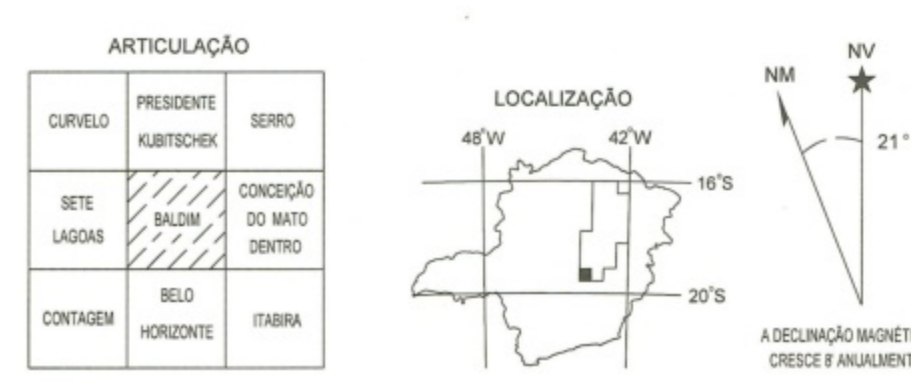 ARTICULAÇÃO
CURVELO
PRESIDENTE
KUBITSCHEK
SERRO
SETE
LAGOAS
BALDIM
CONCEIÇÃO
DO MATO
DENTRO
CONTAGEM
BELO
HORIZONTE
ITABIRA
LOCALIZAÇÃO
48°W
42°W
16°S
20°S
NM
NV
21°
A DECLINAÇÃO MAGNÉTI
CRESCE 8' ANUALMENT